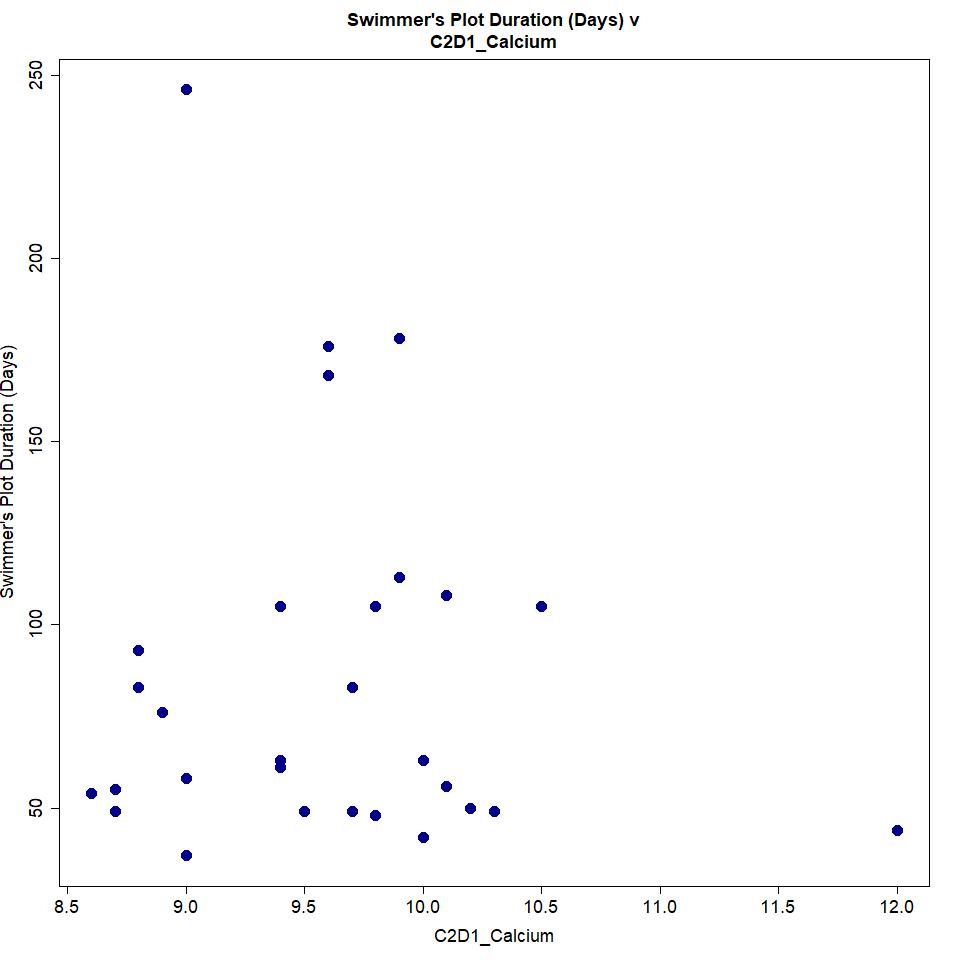 Swimmer's Plot Duration (Days) v
C2D1_Calcium
Swimmer's Plot Duration (Days)
250
200
150
100
50
8.5 9.0 9.5 10.0 10.5 11.0 11.5 12.0
C2D1_Calcium